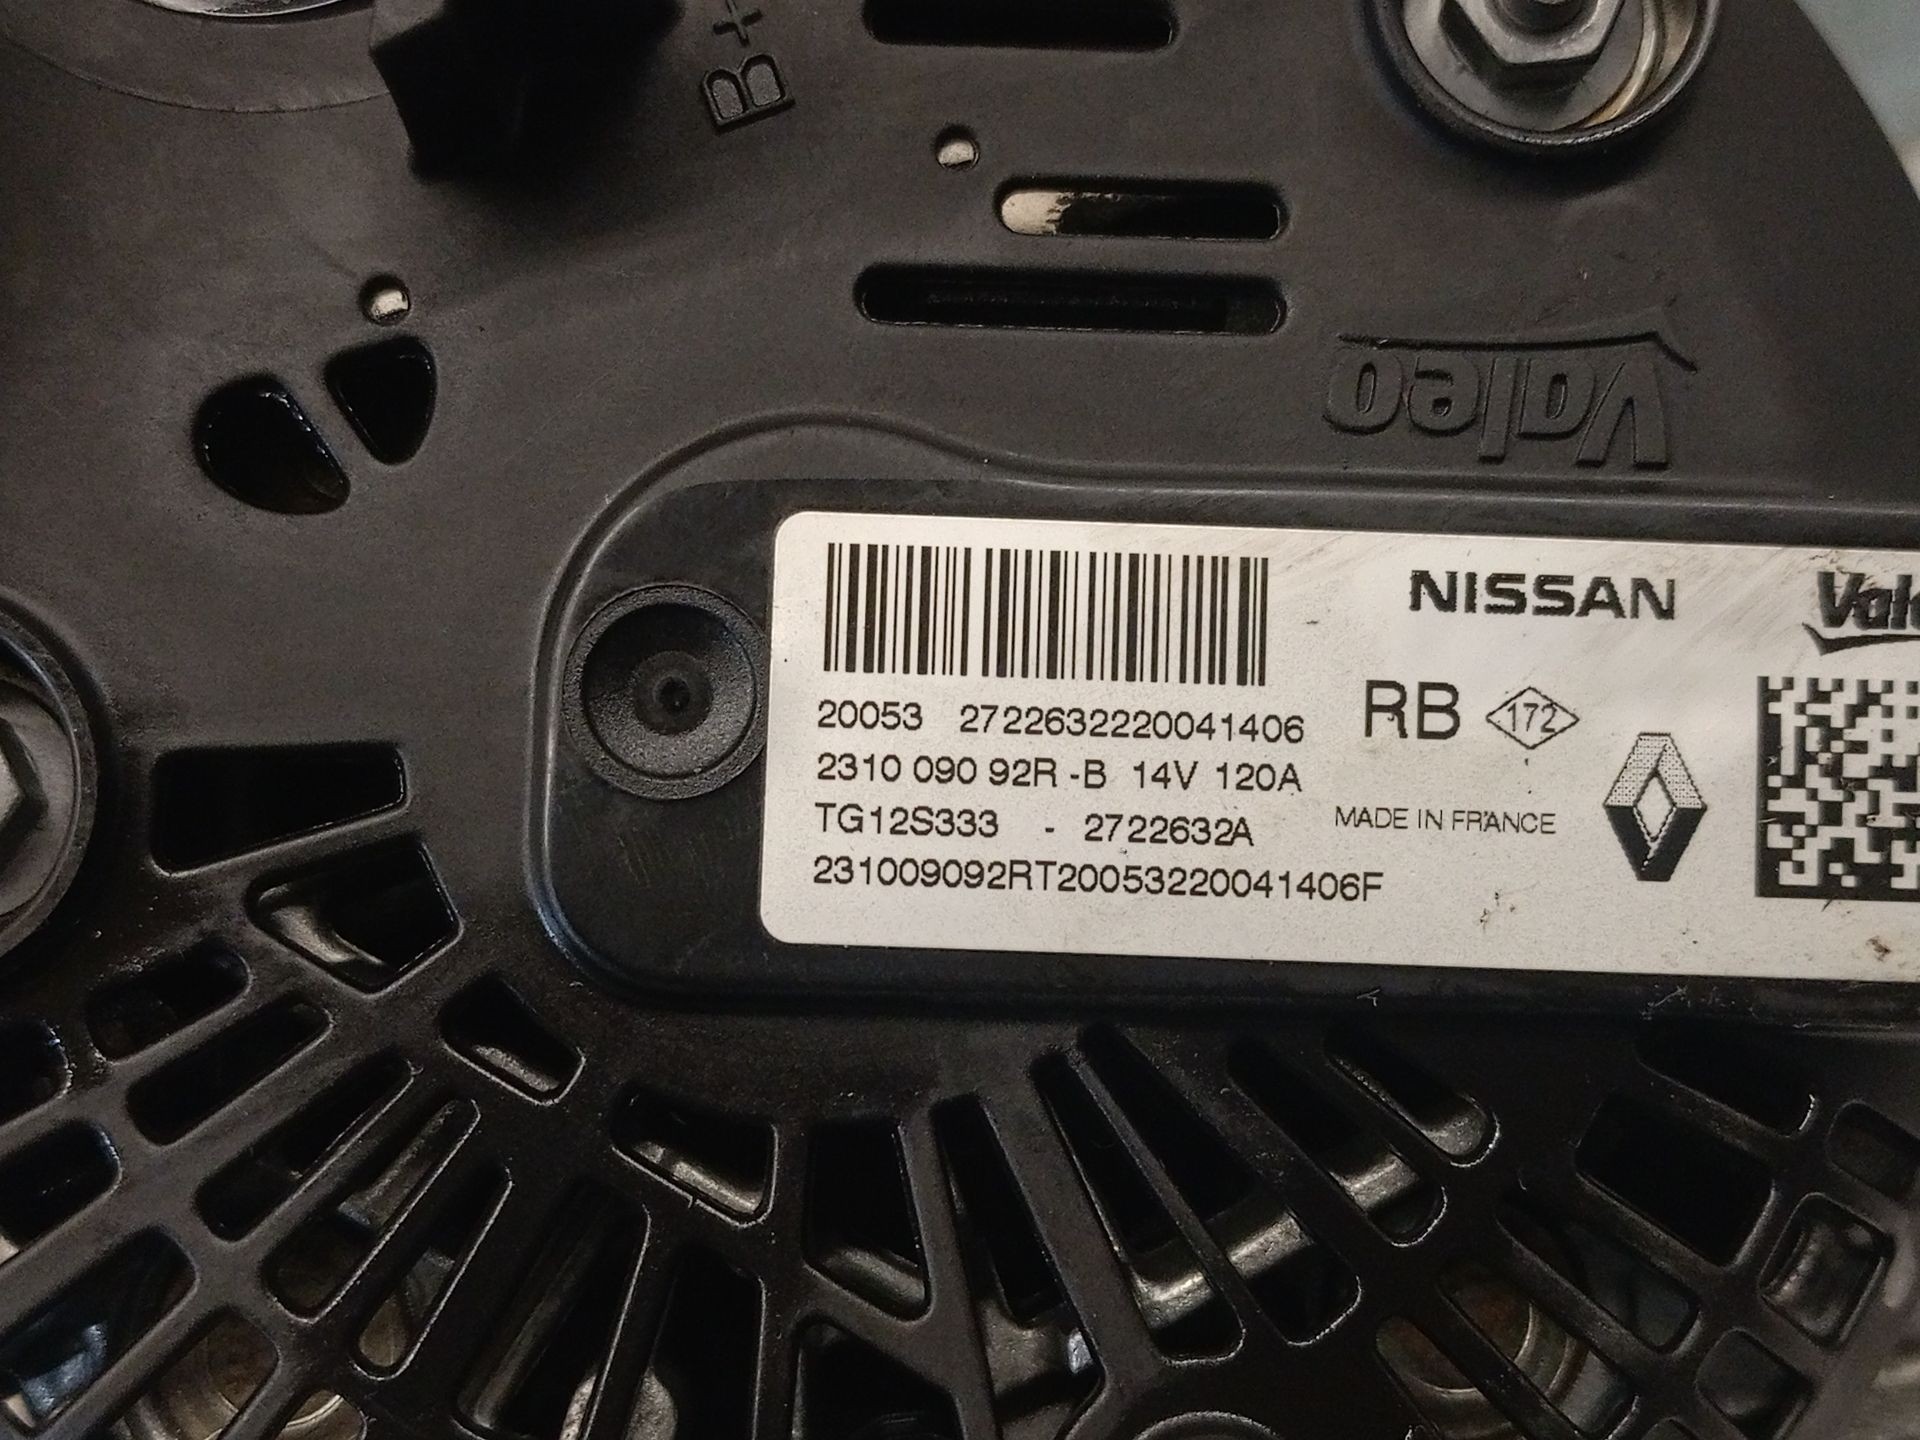 B+
Valeo
NISSAN
20053 2722632220041406
RB 172
2310 090 92R -B 14V 120A
TG12S333 - 2722632A
MADE IN FRANCE
231009092RT20053220041406F